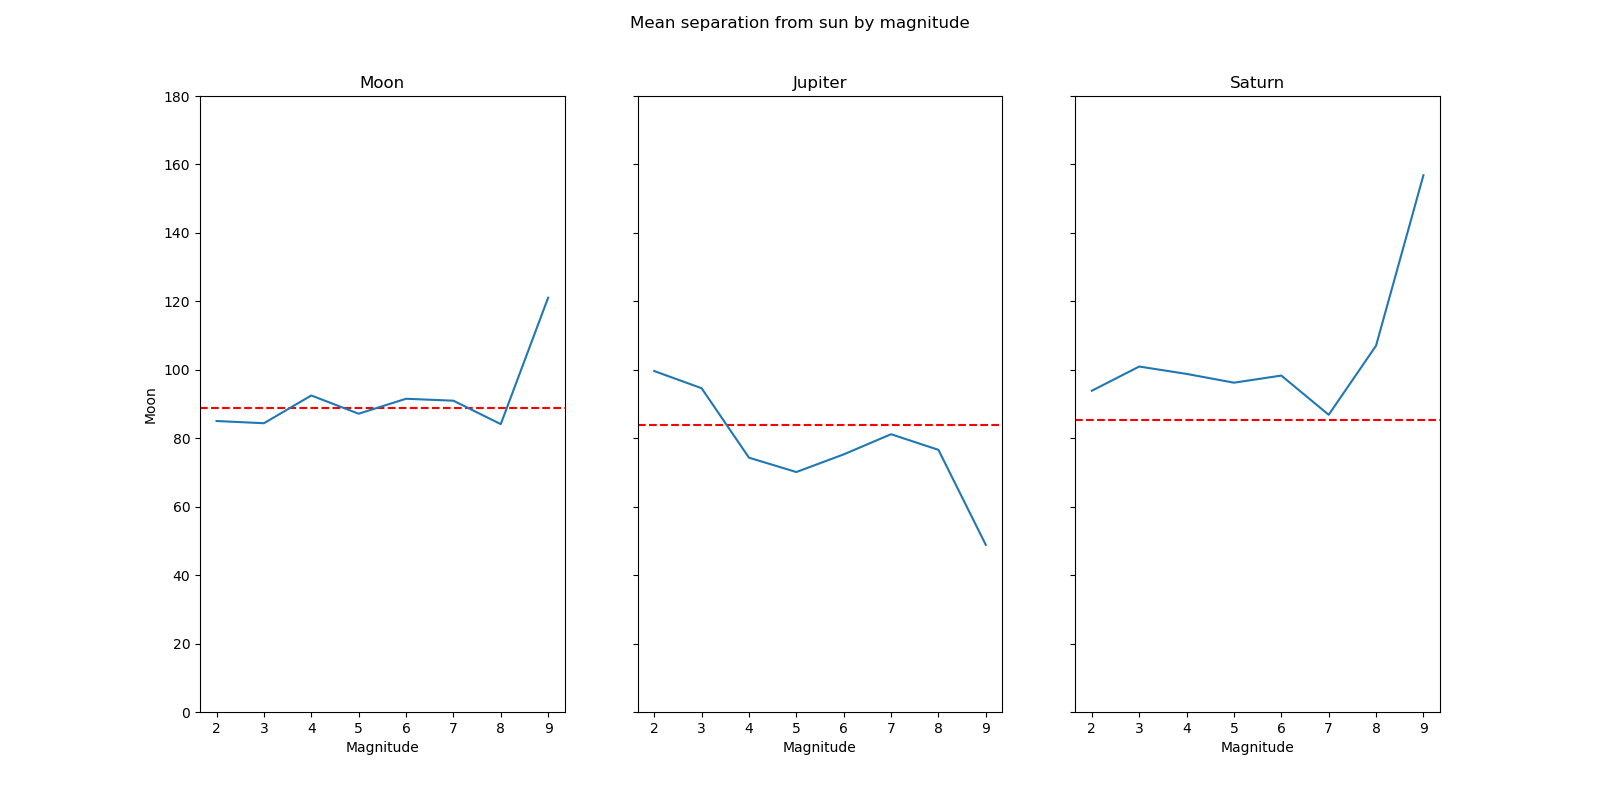 Mean separation from sun by magnitude
Moon
Jupiter
Saturn
180
160
140
120
100
80
60
40
20
0
Moon
2 3 4 5 6 7 8 9
Magnitude
2 3 4 5 6 7 8 9
Magnitude
2 3 4 5 6 7 8 9
Magnitude